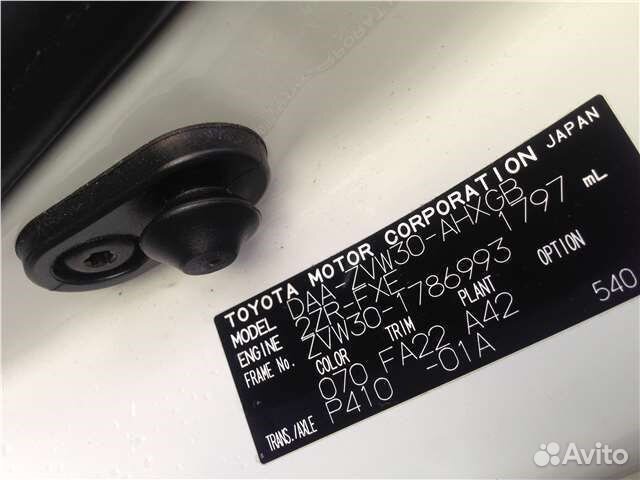 TOYOTA MOTOR CORPORATION JAPAN
MODEL DAA-ZVW30-AHXGB
ENGINE 2ZR-FXE 1797 mL
FRAME No. ZVW30-1786993
COLOR TRIM PLANT OPTION
070 FA22 A42 540
TRANS./AXLE P410 -01A
Avito